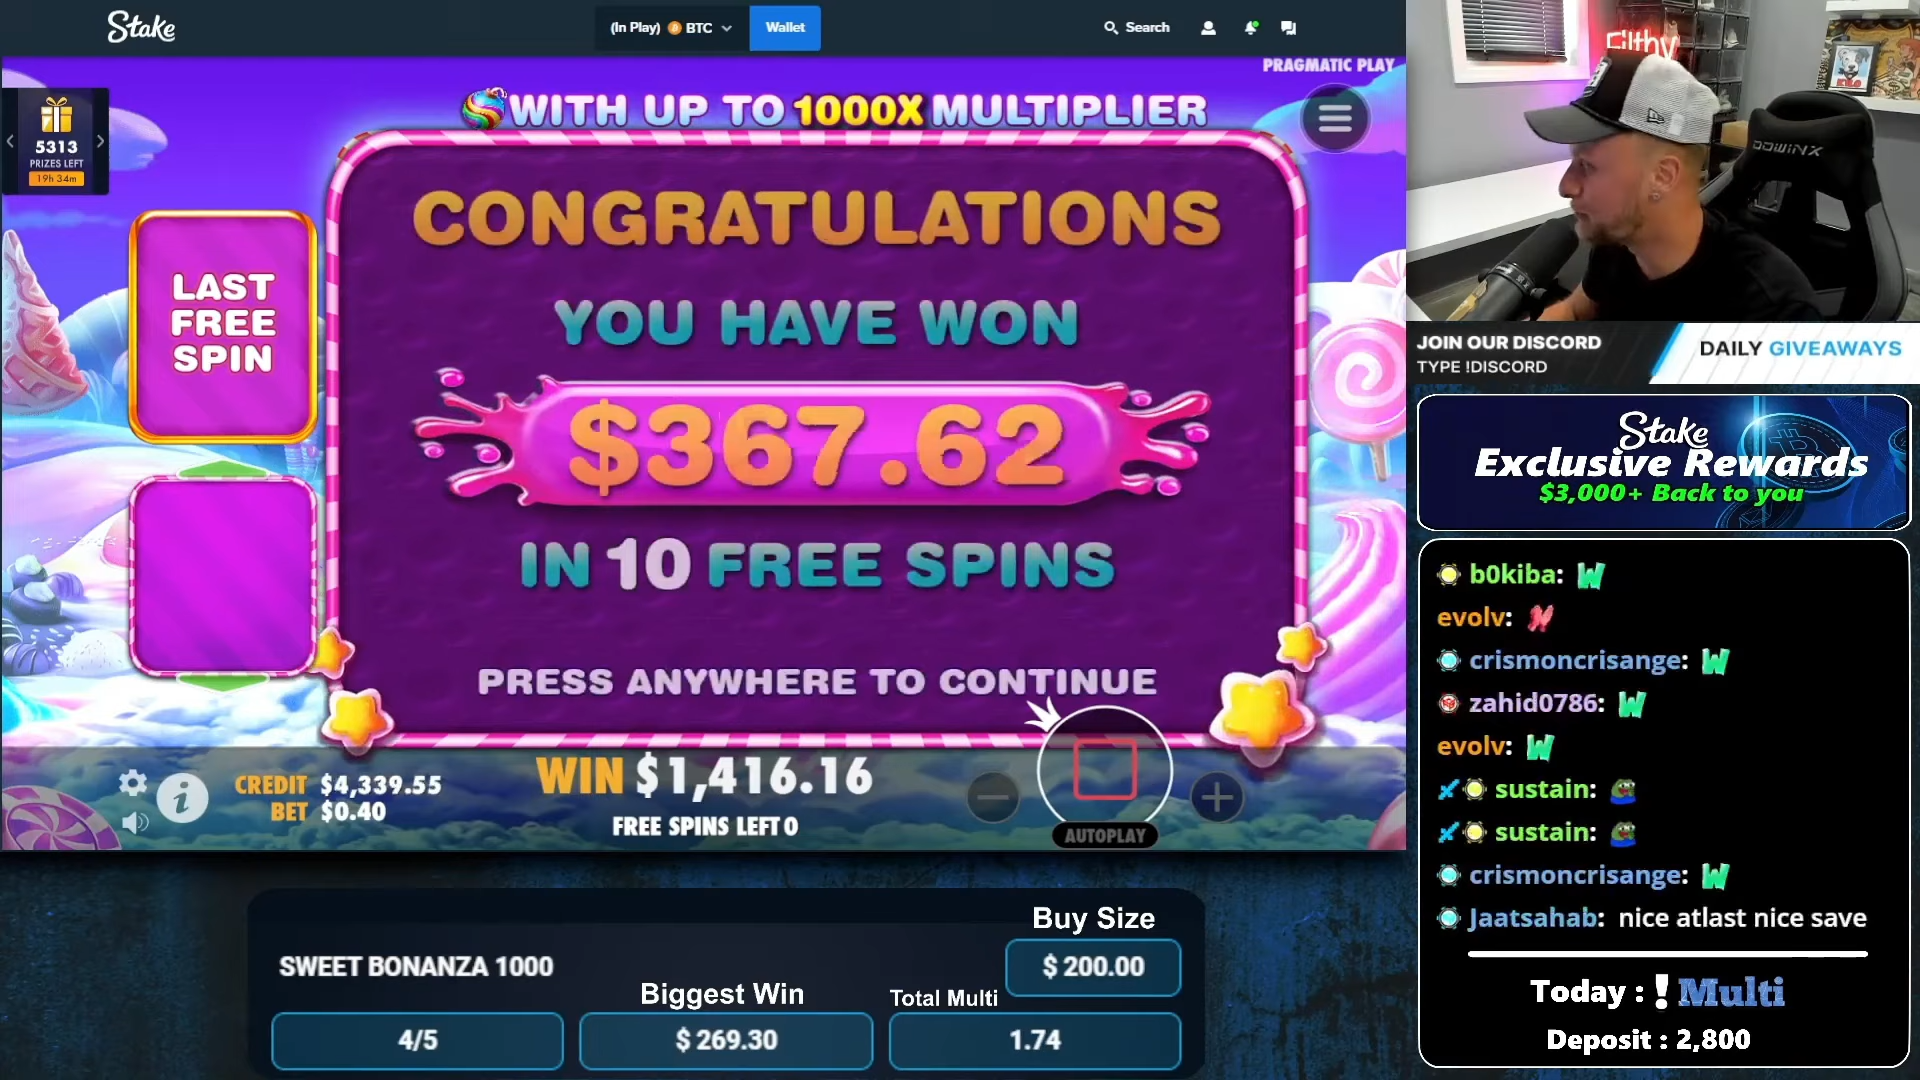 Stake
(In Play) BTC
Wallet
Search
PRAGMATIC PLAY
5313
PRIZES LEFT
19h 34m
WITH UP TO 1000X MULTIPLIER
LAST
FREE
SPIN
CONGRATULATIONS
YOU HAVE WON
$367.62
IN 10 FREE SPINS
PRESS ANYWHERE TO CONTINUE
CREDIT $4,339.55
BET $0.40
WIN $1,416.16
FREE SPINS LEFT 0
AUTOPLAY
Filthy
KILO
DOWINX
JOIN OUR DISCORD
TYPE !DISCORD
DAILY GIVEAWAYS
Stake
Exclusive Rewards
$3,000+ Back to you
b0kiba: W
evolv:
crismoncrisange: W
zahid0786: W
evolv: W
sustain:
sustain:
crismoncrisange: W
Jaatsahab: nice atlast nice save
Today : ! Multi
Deposit : 2,800
SWEET BONANZA 1000
Buy Size
$ 200.00
Biggest Win
Total Multi
4/5
$ 269.30
1.74